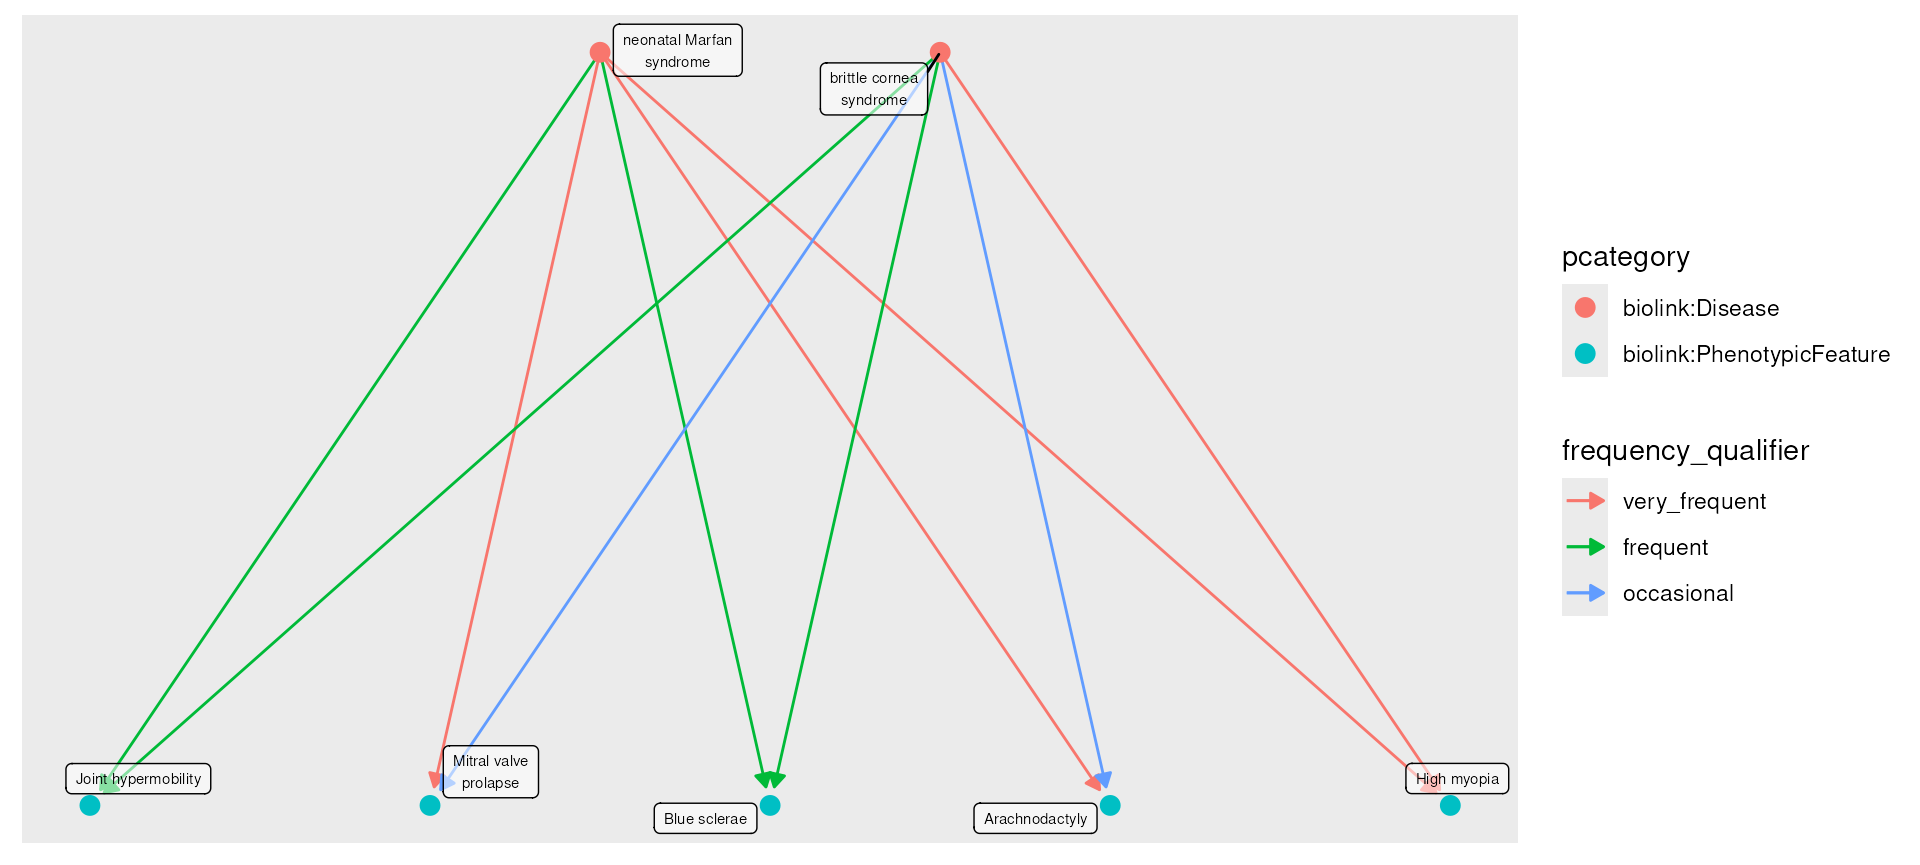 neonatal Marfan
syndrome
brittle cornea
syndrome
Joint hypermobility
Mitral valve
prolapse
Blue sclerae
Arachnodactyly
High myopia
pcategory
biolink:Disease
biolink:PhenotypicFeature
frequency_qualifier
very_frequent
frequent
occasional